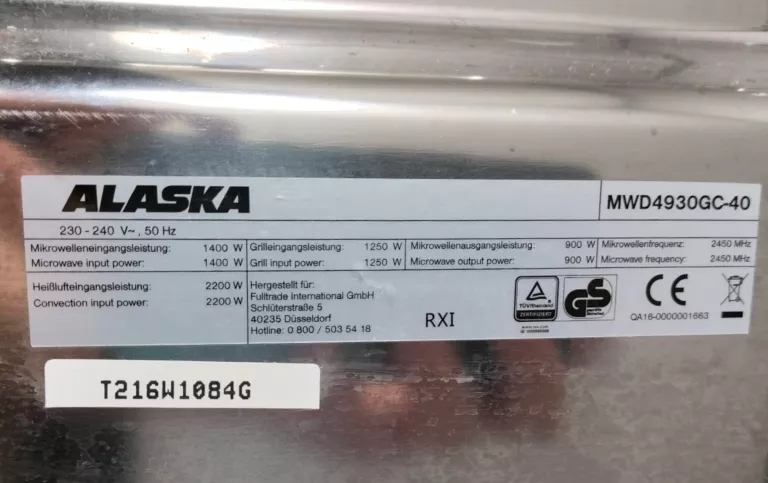 ALASKA
MWD4930GC-40
230 - 240 V~, 50 Hz
Mikrowelleneingangsleistung: 1400 W Grilleingangsleistung: 1250 W Mikrowellenausgangsleistung: 900 W Mikrowellenfrequenz: 2450 MHz
Microwave input power: 1400 W Grill input power: 1250 W Microwave output power: 900 W Microwave frequency: 2450 MHz
Heißlufteingangsleistung: 2200 W
Convection input power: 2200 W
Hergestellt für:
Fulltrade International GmbH
Schlüterstraße 5
40235 Düsseldorf
Hotline: 0 800 / 503 54 18
RXI
TÜVRheinland
ZERTIFIZIERT
GS
CE
QA16-0000001663
T216W1084G